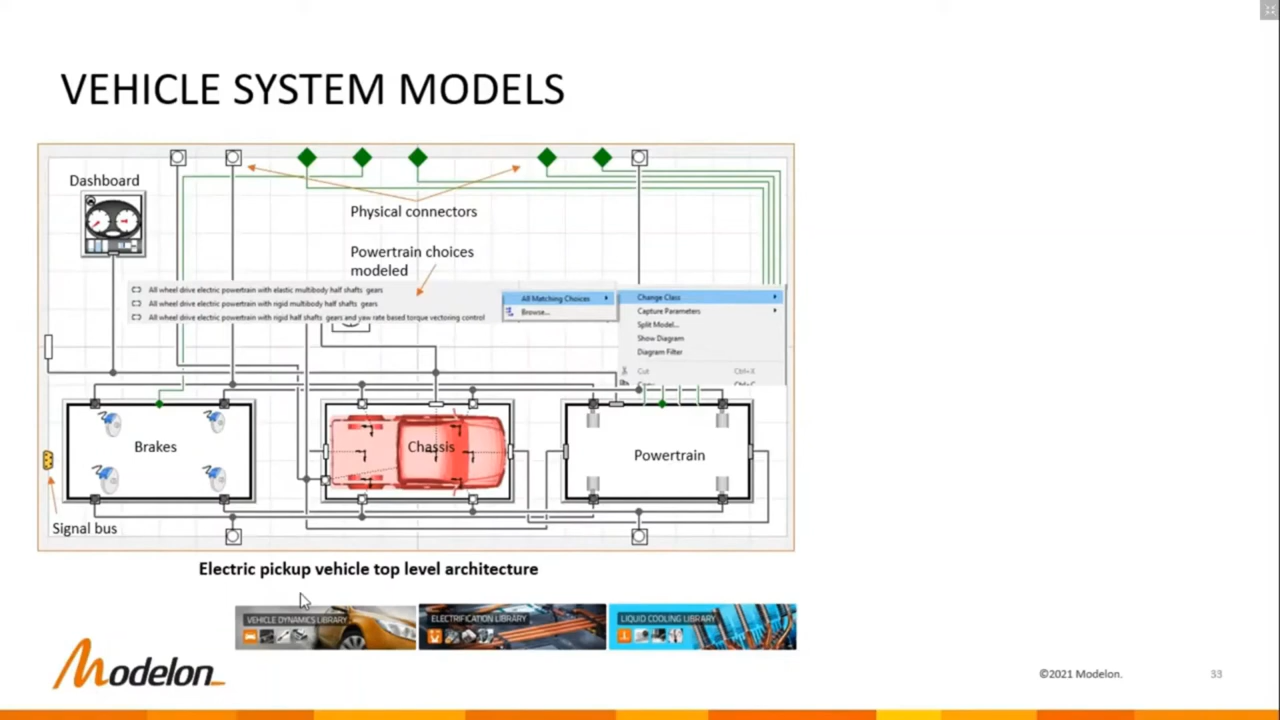 VEHICLE SYSTEM MODELS
Dashboard
Physical connectors
Powertrain choices
modeled
All wheel drive electric powertrain with elastic multibody half shafts gears
All wheel drive electric powertrain with rigid multibody half shafts gears
All wheel drive electric powertrain with rigid half shafts gears and yaw rate based torque vectoring control
All Matching Choices
Browse...
Change Class
Capture Parameters
Split Model...
Show Diagram
Diagram Filter
Cut Ctrl+X
Brakes
Chassis
Powertrain
Signal bus
Electric pickup vehicle top level architecture
VEHICLE DYNAMICS LIBRARY
ELECTRIFICATION LIBRARY
LIQUID COOLING LIBRARY
Modelon
©2021 Modelon.
33